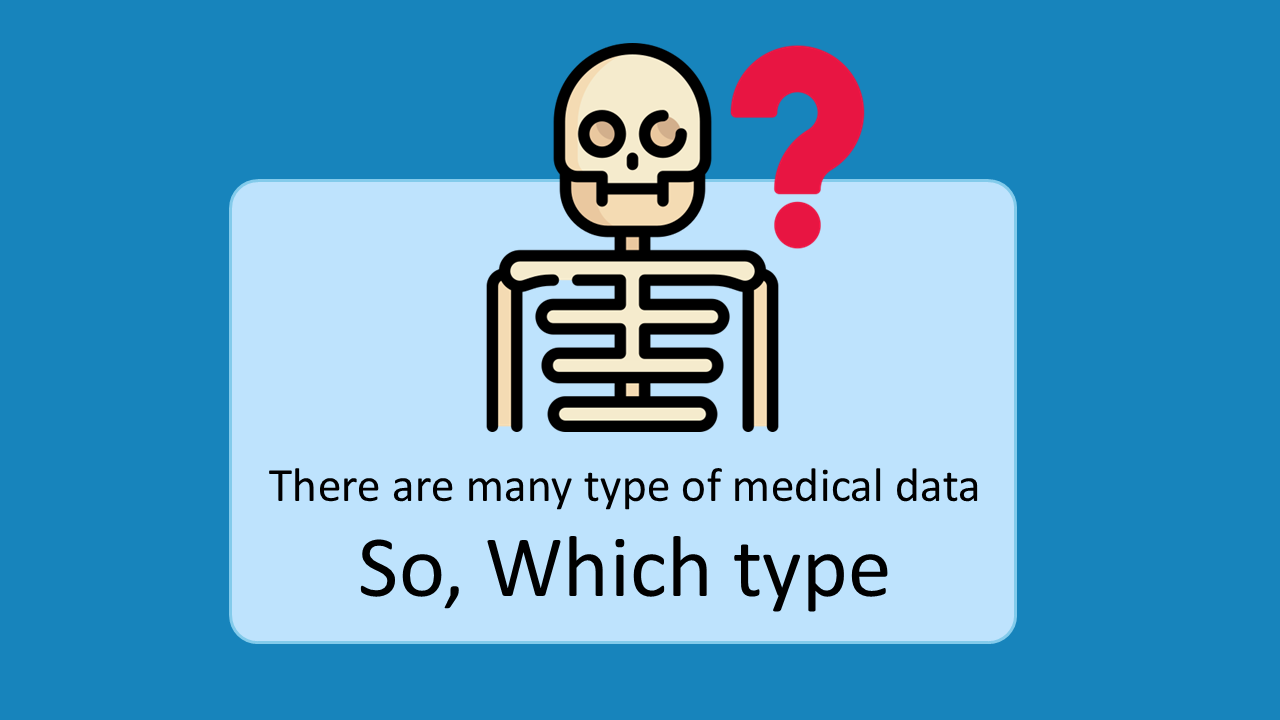 ?
There are many type of medical data
So, Which type